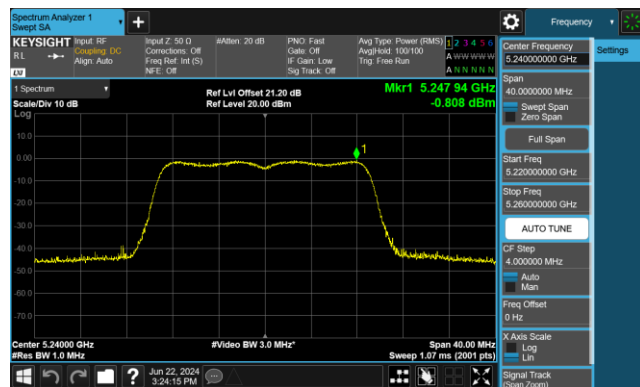 Spectrum Analyzer 1
Swept SA
Frequency
KEYSIGHT
RL
LXI
Input: RF
Coupling: DC
Align: Auto
Input Z: 50 Ω
Corrections: Off
Freq Ref: Int (S)
NFE: Off
#Atten: 20 dB
PNO: Fast
Gate: Off
IF Gain: Low
Sig Track: Off
Avg Type: Power (RMS)
Avg|Hold: 100/100
Trig: Free Run
1 2 3 4 5 6
A W W W W W
A N N N N N
1 Spectrum
Scale/Div 10 dB
Log
Ref Lvl Offset 21.20 dB
Ref Level 20.00 dBm
Mkr1 5.247 94 GHz
-0.808 dBm
10.0
0.00
-10.0
-20.0
-30.0
-40.0
-50.0
-60.0
-70.0
1
Center 5.24000 GHz
#Res BW 1.0 MHz
#Video BW 3.0 MHz*
Span 40.00 MHz
Sweep 1.07 ms (2001 pts)
Jun 22, 2024
3:24:15 PM
Center Frequency
5.240000000 GHz
Settings
Span
40.0000000 MHz
Swept Span
Zero Span
Full Span
Start Freq
5.220000000 GHz
Stop Freq
5.260000000 GHz
AUTO TUNE
CF Step
4.000000 MHz
Auto
Man
Freq Offset
0 Hz
X Axis Scale
Log
Lin
Signal Track
(Span Zoom)